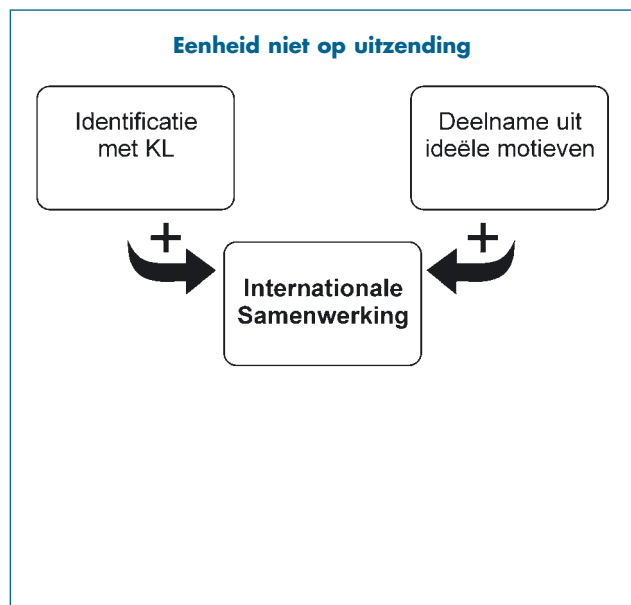 Eenheid niet op uitzending
Identificatie
met KL
Deelname uit
ideële motieven
+
+
Internationale
Samenwerking